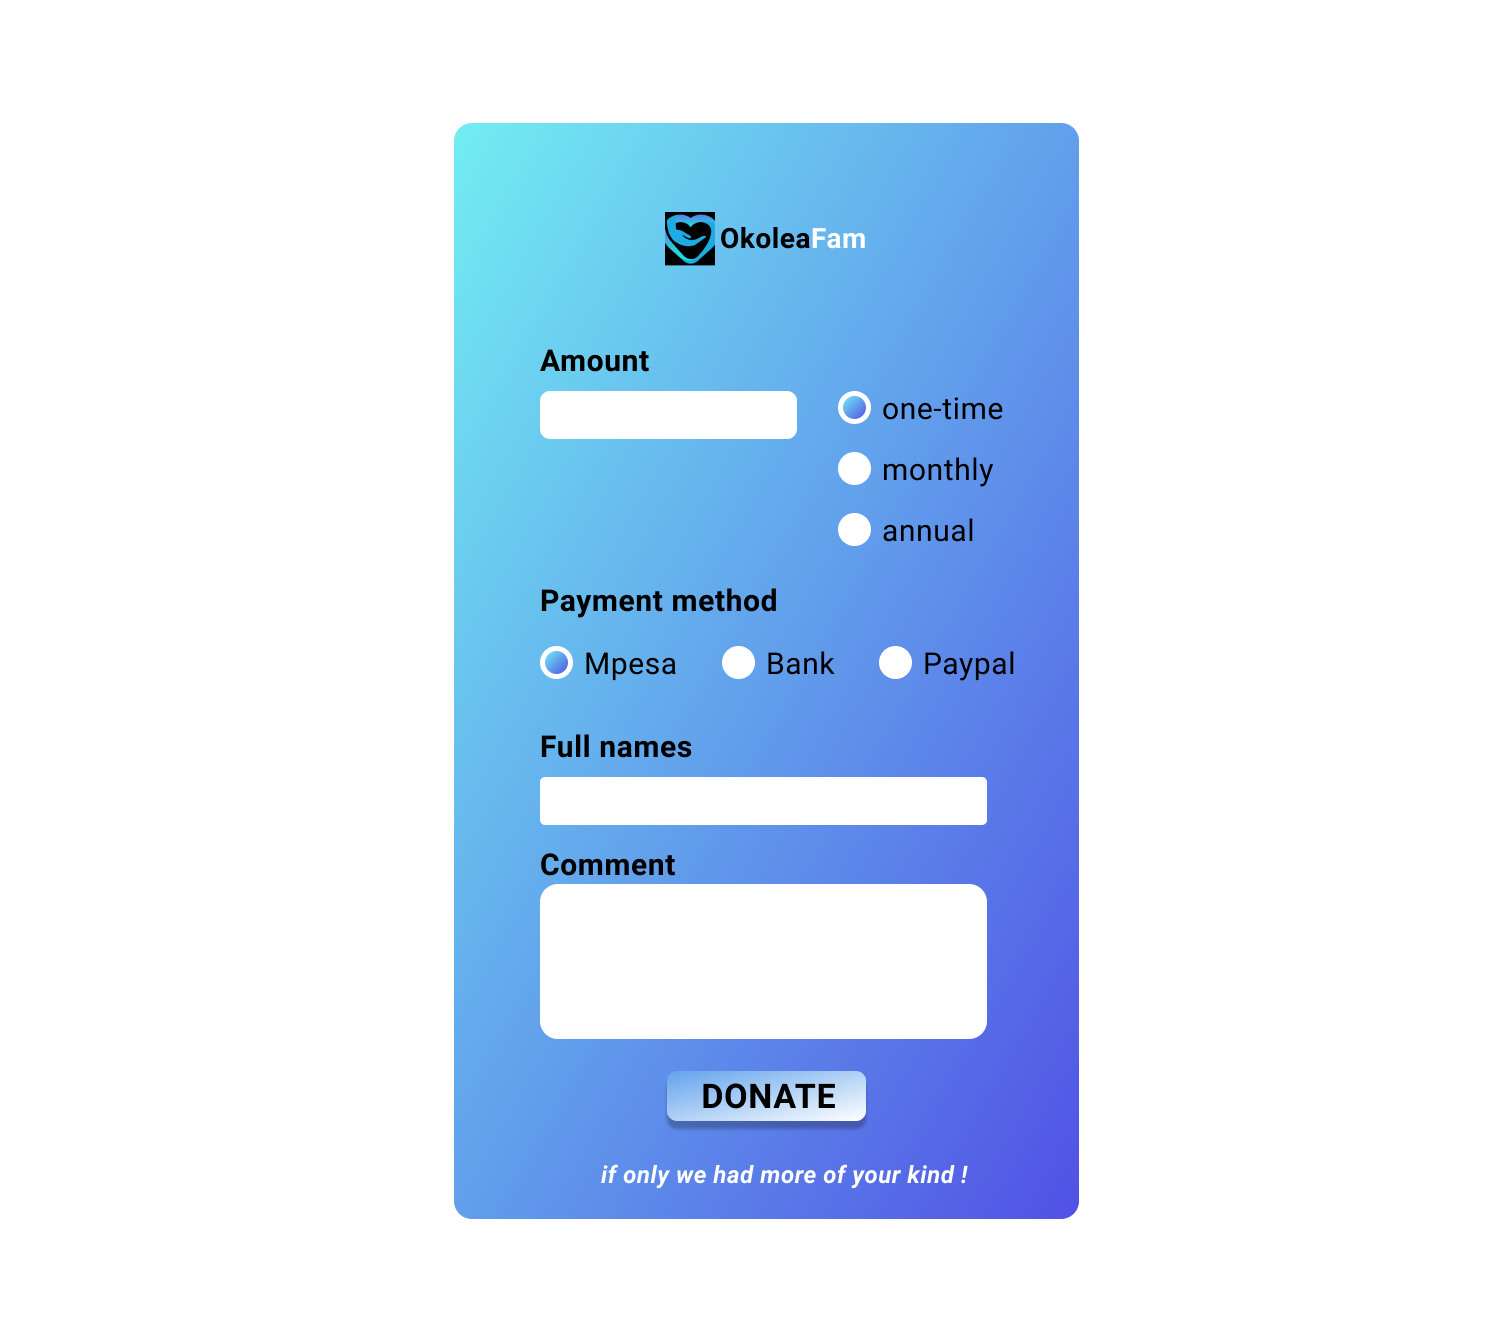 OkoleaFam
Amount
one-time
monthly
annual
Payment method
Mpesa Bank Paypal
Full names
Comment
DONATE
if only we had more of your kind !